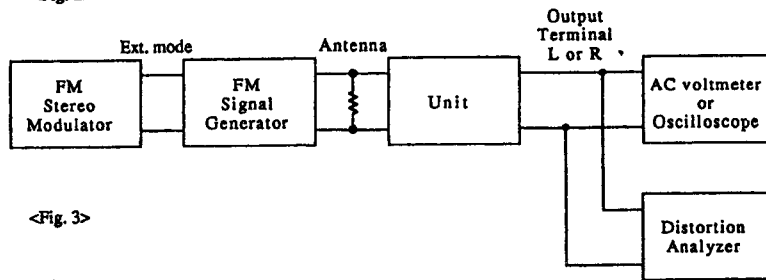 Output
Terminal
L or R
Ext. mode
Antenna
FM
Stereo
Modulator
FM
Signal
Generator
Unit
AC voltmeter
or
Oscilloscope
Distortion
Analyzer
<Fig. 3>